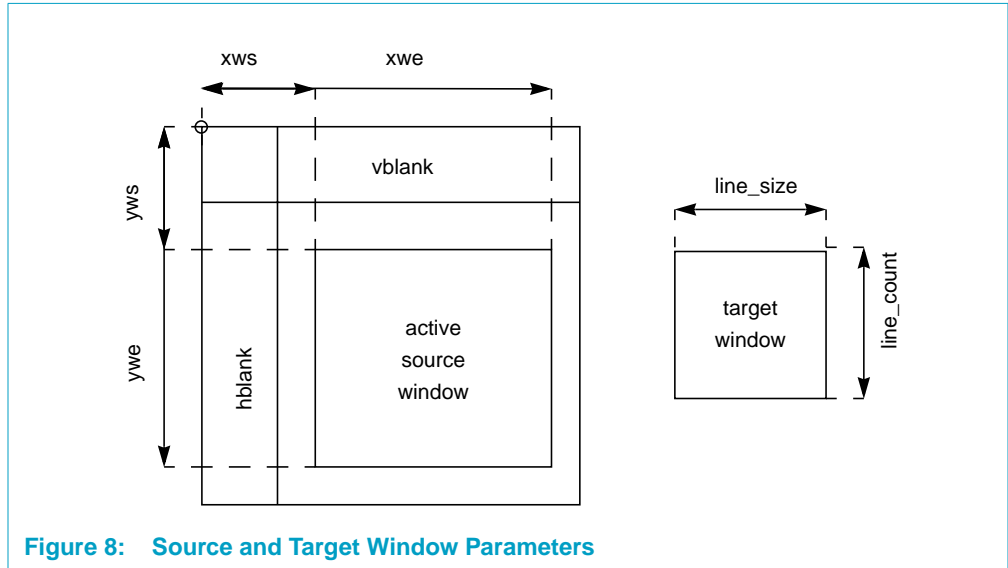 xws xwe
vblank
yws
line_size
line_count
target
window
active
source
window
ywe
hblank
Figure 8: Source and Target Window Parameters